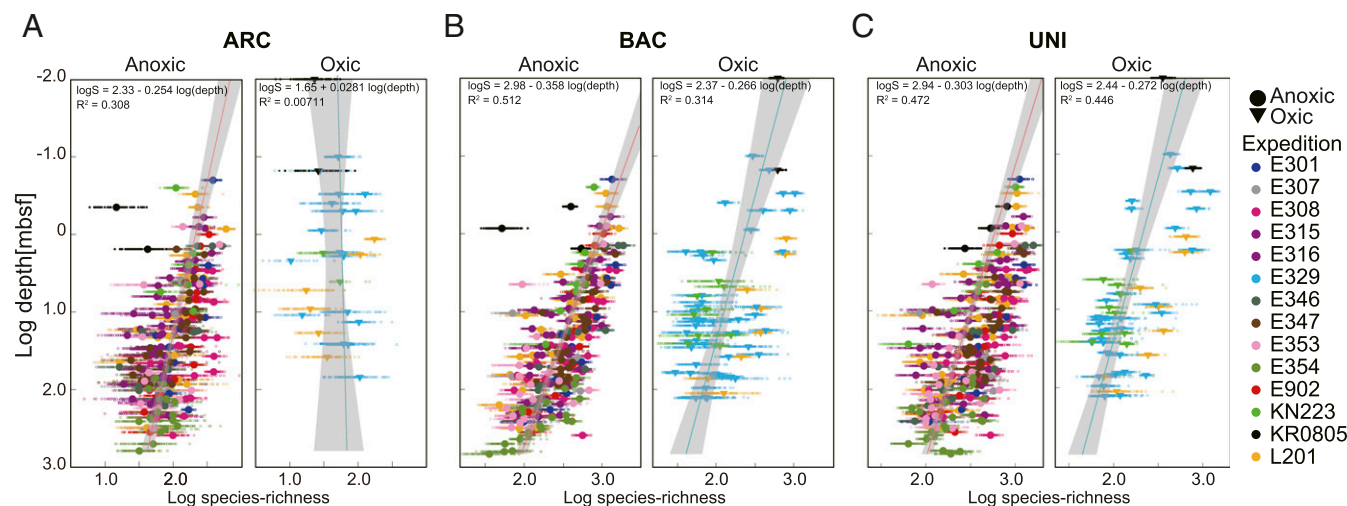 A
ARC
Anoxic
Oxic
B
BAC
Anoxic
Oxic
C
UNI
Anoxic
Oxic
logS = 2.33 - 0.254 log(depth)
R² = 0.308
logS = 1.65 + 0.0281 log(depth)
R² = 0.00711
logS = 2.98 - 0.358 log(depth)
R² = 0.512
logS = 2.37 - 0.266 log(depth)
R² = 0.314
logS = 2.94 - 0.303 log(depth)
R² = 0.472
logS = 2.44 - 0.272 log(depth)
R² = 0.446
Log depth[mbsf]
-2.0
-1.0
0
1.0
2.0
3.0
1.0 2.0
1.0 2.0
2.0 3.0
2.0 3.0
2.0 3.0
2.0 3.0
Log species-richness
Log species-richness
Log species-richness
Anoxic
Oxic
Expedition
E301
E307
E308
E315
E316
E329
E346
E347
E353
E354
E902
KN223
KR0805
L201